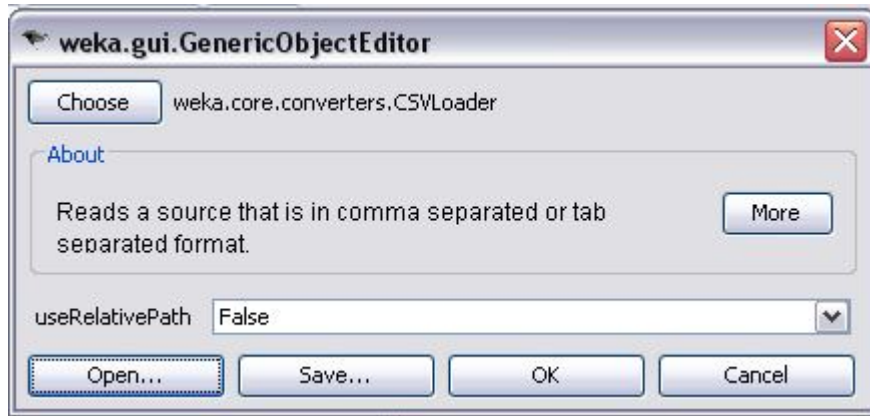 weka.gui.GenericObjectEditor
Choose weka.core.converters.CSVLoader
About
Reads a source that is in comma separated or tab
separated format.
More
useRelativePath False
Open... Save... OK Cancel